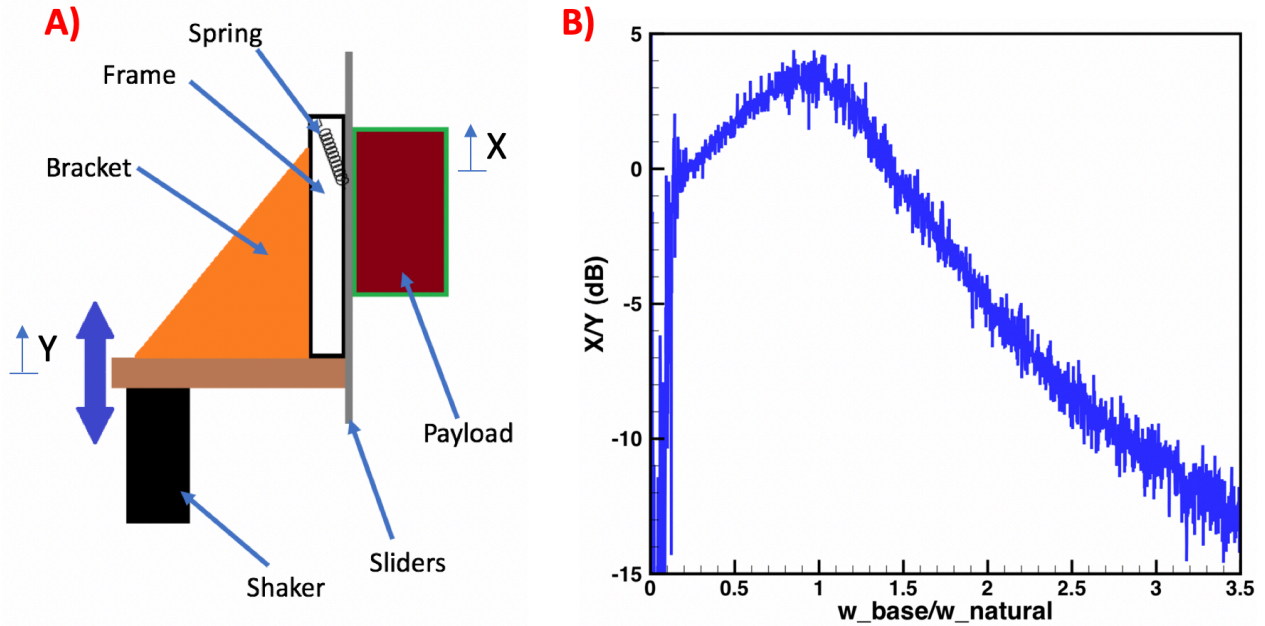 A)
Spring
Frame
Bracket
X
Y
Payload
Sliders
Shaker
B)
5
0
-5
-10
-15
X/Y (dB)
0 0.5 1 1.5 2 2.5 3 3.5
w_base/w_natural